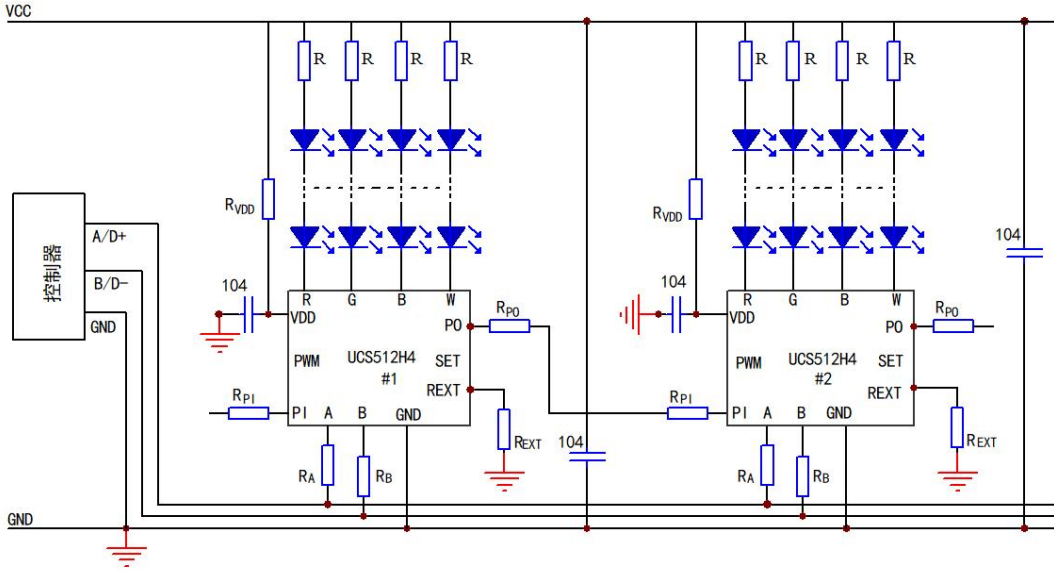 VCC
R R R R
R R R R
RVDD
RVDD
控制器
A/D+
B/D-
GND
104
104
104
R G B W
VDD
PO
RPO
PWM
UCS512H4
#1
SET
REXT
RPI
PI A B GND
RA
RB
REXT
104
R G B W
VDD
PO
RPO
PWM
UCS512H4
#2
SET
REXT
RPI
PI A B GND
RA
RB
REXT
GND